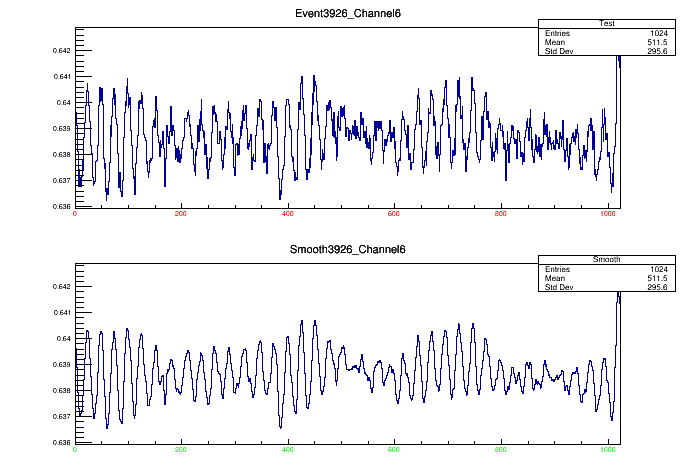 Event3926_Channel6
Test
Entries 1024
Mean 511.5
Std Dev 295.6
0.642
0.641
0.64
0.639
0.638
0.637
0.636
0 200 400 600 800 1000
Smooth3926_Channel6
Smooth
Entries 1024
Mean 511.5
Std Dev 295.6
0.642
0.641
0.64
0.639
0.638
0.637
0.636
0 200 400 600 800 1000